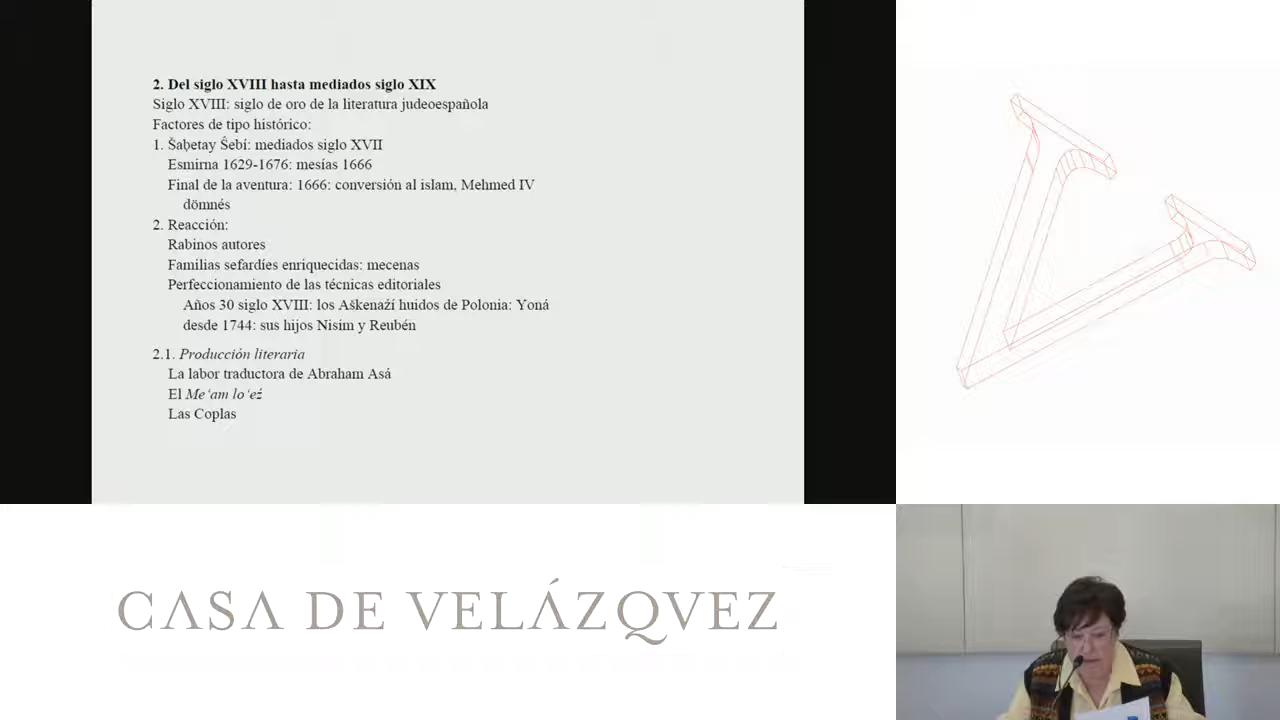 2. Del siglo XVIII hasta mediados siglo XIX
Siglo XVIII: siglo de oro de la literatura judeoespañola
Factores de tipo histórico:
1. Šaḅetay Ŝebí: mediados siglo XVII
Esmirna 1629-1676: mesías 1666
Final de la aventura: 1666: conversión al islam, Mehmed IV
dömnés
2. Reacción:
Rabinos autores
Familias sefardíes enriquecidas: mecenas
Perfeccionamiento de las técnicas editoriales
Años 30 siglo XVIII: los Aškenaẑí huidos de Polonia: Yoná
desde 1744: sus hijos Nisim y Reubén
2.1. Producción literaria
La labor traductora de Abraham Asá
El Me‘am lo‘eź
Las Coplas
CASA DE VELÁZQVEZ